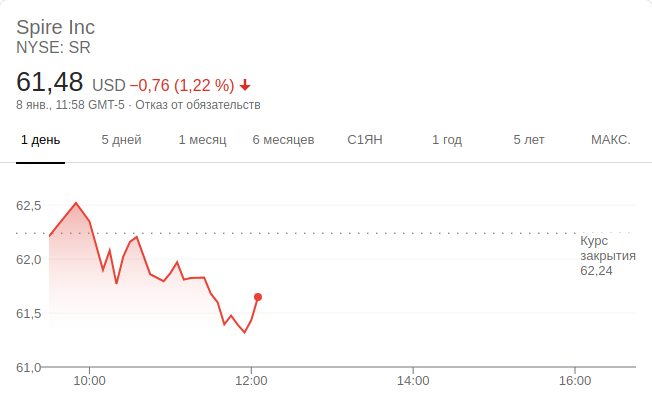 Spire Inc
NYSE: SR
61,48 USD −0,76 (1,22 %)
8 янв., 11:58 GMT-5 · Отказ от обязательств
1 день 5 дней 1 месяц 6 месяцев С1ЯН 1 год 5 лет МАКС.
62,5
Курс
закрытия
62,24
62,0
61,5
61,0
10:00 12:00 14:00 16:00